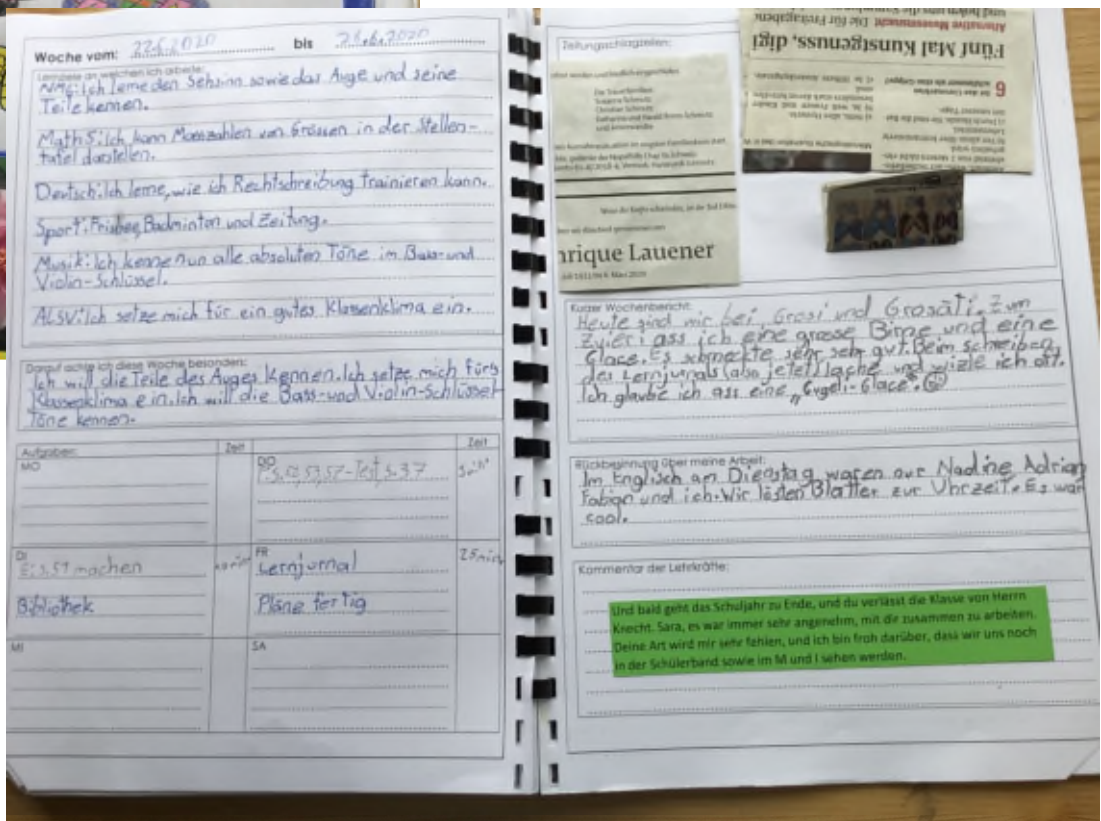 Woche vom: 22.6.2020 bis 26.6.2020
Lernziele an welchen ich arbeite:
NMG: Ich lerne den Sehsinn sowie das Auge und seine
Teile kennen.
Math 5: Ich kann Masszahlen von Grössen in der Stellen-
tafel darstellen.
Deutsch: Ich lerne, wie ich Rechtschreibung trainieren kann.
Sport: Frisbee, Badminton und Zeitung.
Musik: Ich kenne nun alle absoluten Töne im Bass- und
Violin-Schlüssel.
ALSV: Ich setze mich für ein gutes Klassenklima ein.
Darauf achte ich diese Woche besonders:
Ich will die Teile des Auges kennen. Ich setze mich fürs
Klassenklima ein. Ich will die Bass- und Violin-Schlüssel
Töne kennen.
Aufgaben: Zeit Zeit
MO
DO
DI
machen
Bibliothek
FR
Lernjurnal 25min
Pläne fertig
MI
SA
Zeitungsschlagzeilen:
Die Trauerfamilien:
nrique Lauener
Fünf Mal Kunstgenuss, digi
Alternative Museumsnacht
6
Kurzer Wochenbericht:
Heute sind mir bei Grosi und Grosäti. Zum
Zvieri ass ich eine grosse Birne und eine
Glace. Es schmeckte sehr sehr gut. Beim schreiben
des Lernjurnals (also jetzt) lache und wizle ich oft.
Ich glaube ich ass eine „Gvgeli-Glace“.
Rückbesinnung über meine Arbeit:
Im Englisch am Dienstag waren nur Nadine Adrian
Fabian und ich. Wir lösten Blätter zur Uhrzeit. Es war
cool.
Kommentar der Lehrkräfte:
Und bald geht das Schuljahr zu Ende, und du verlässt die Klasse von Herrn
Knecht. Sara, es war immer sehr angenehm, mit dir zusammen zu arbeiten.
Deine Art wird mir sehr fehlen, und ich bin froh darüber, dass wir uns noch
in der Schülerband sowie im M und I sehen werden.